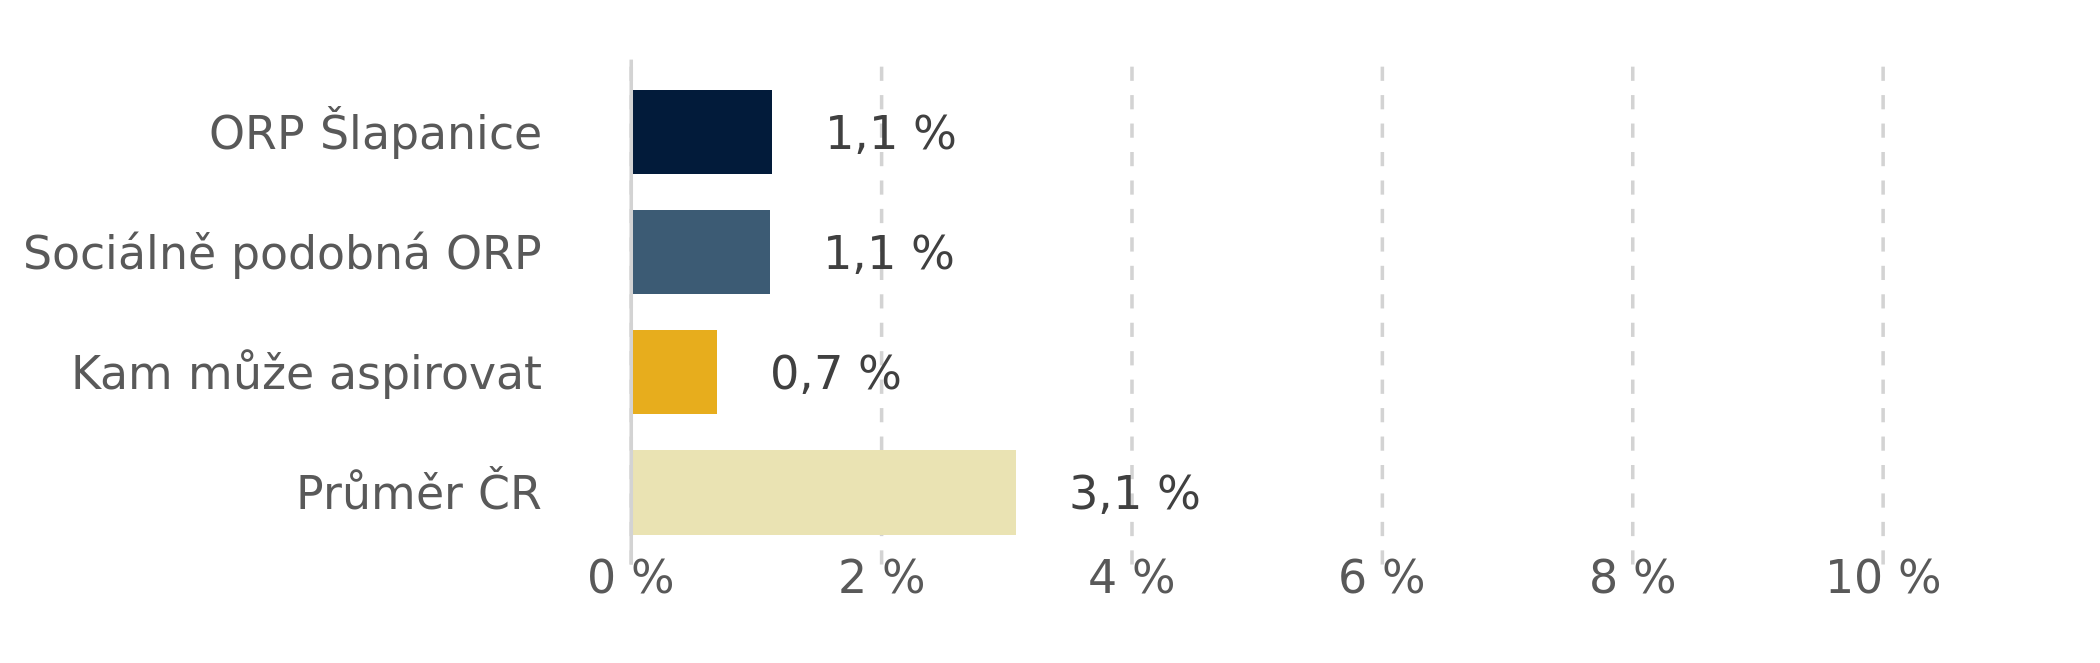 ORP Šlapanice 1,1 %
Sociálně podobná ORP 1,1 %
Kam může aspirovat 0,7 %
Průměr ČR 3,1 %
0 % 2 % 4 % 6 % 8 % 10 %